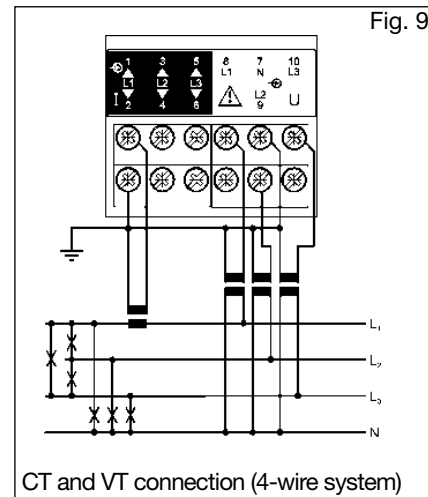 Fig. 9
1 3 5 8 7 10
L1 N L3
L1 L2 L3
L2
I 2 4 6 9 U
L1
L2
L3
N
CT and VT connection (4-wire system)